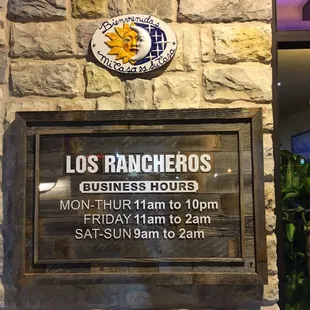 Bienvenidos
Mi Casa es Su Casa
LOS RANCHEROS
BUSINESS HOURS
MON-THUR 11am to 10pm
FRIDAY 11am to 2am
SAT-SUN 9am to 2am